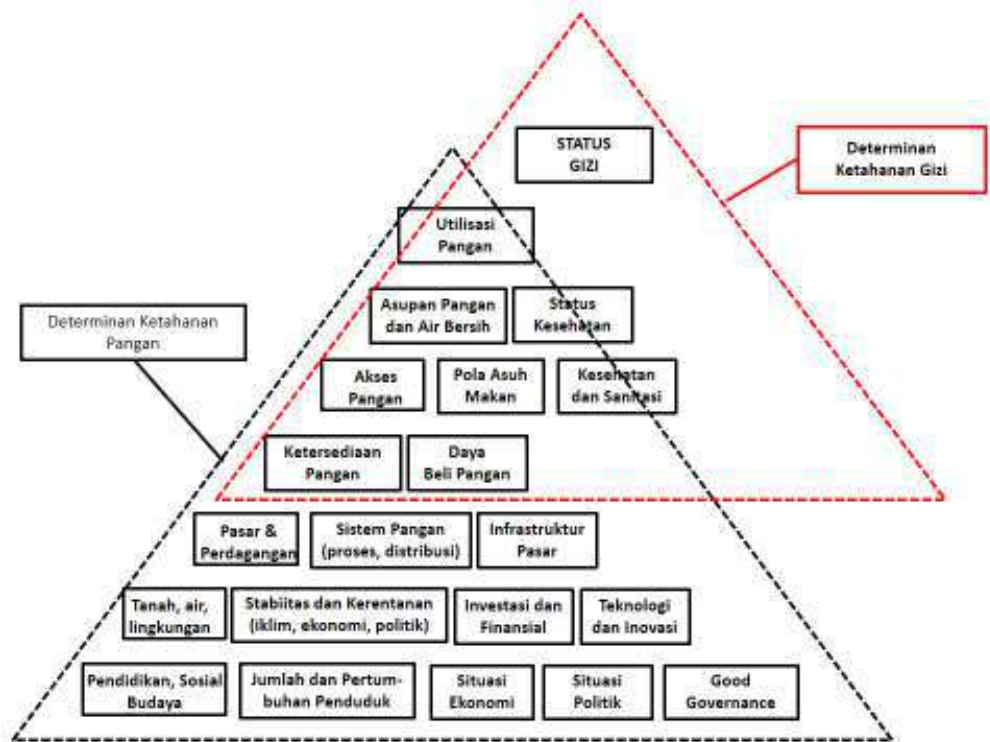 STATUS
GIZI
Determinan
Ketahanan Gizi
Utilisasi
Pangan
Determinan Ketahanan
Pangan
Asupan Pangan
dan Air Bersih
Status
Kesehatan
Akses
Pangan
Pola Asuh
Makan
Kesehatan
dan Sanitasi
Ketersediaan
Pangan
Daya
Beli Pangan
Pasar &
Perdagangan
Sistem Pangan
(proses, distribusi)
Infrastruktur
Pasar
Tanah, air,
lingkungan
Stabiitas dan Kerentanan
(iklim, ekonomi, politik)
Investasi dan
Finansial
Teknologi
dan Inovasi
Pendidikan, Sosial
Budaya
Jumlah dan Pertum-
buhan Penduduk
Situasi
Ekonomi
Situasi
Politik
Good
Governance